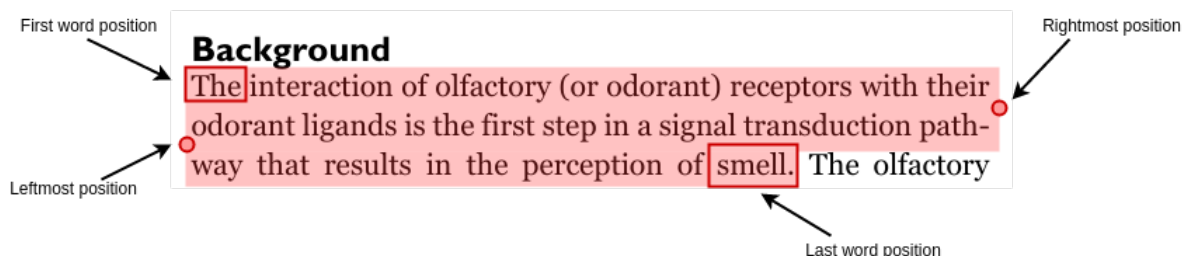 First word position
Rightmost position
Background
The interaction of olfactory (or odorant) receptors with their
odorant ligands is the first step in a signal transduction path-
way that results in the perception of smell. The olfactory
Leftmost position
Last word position